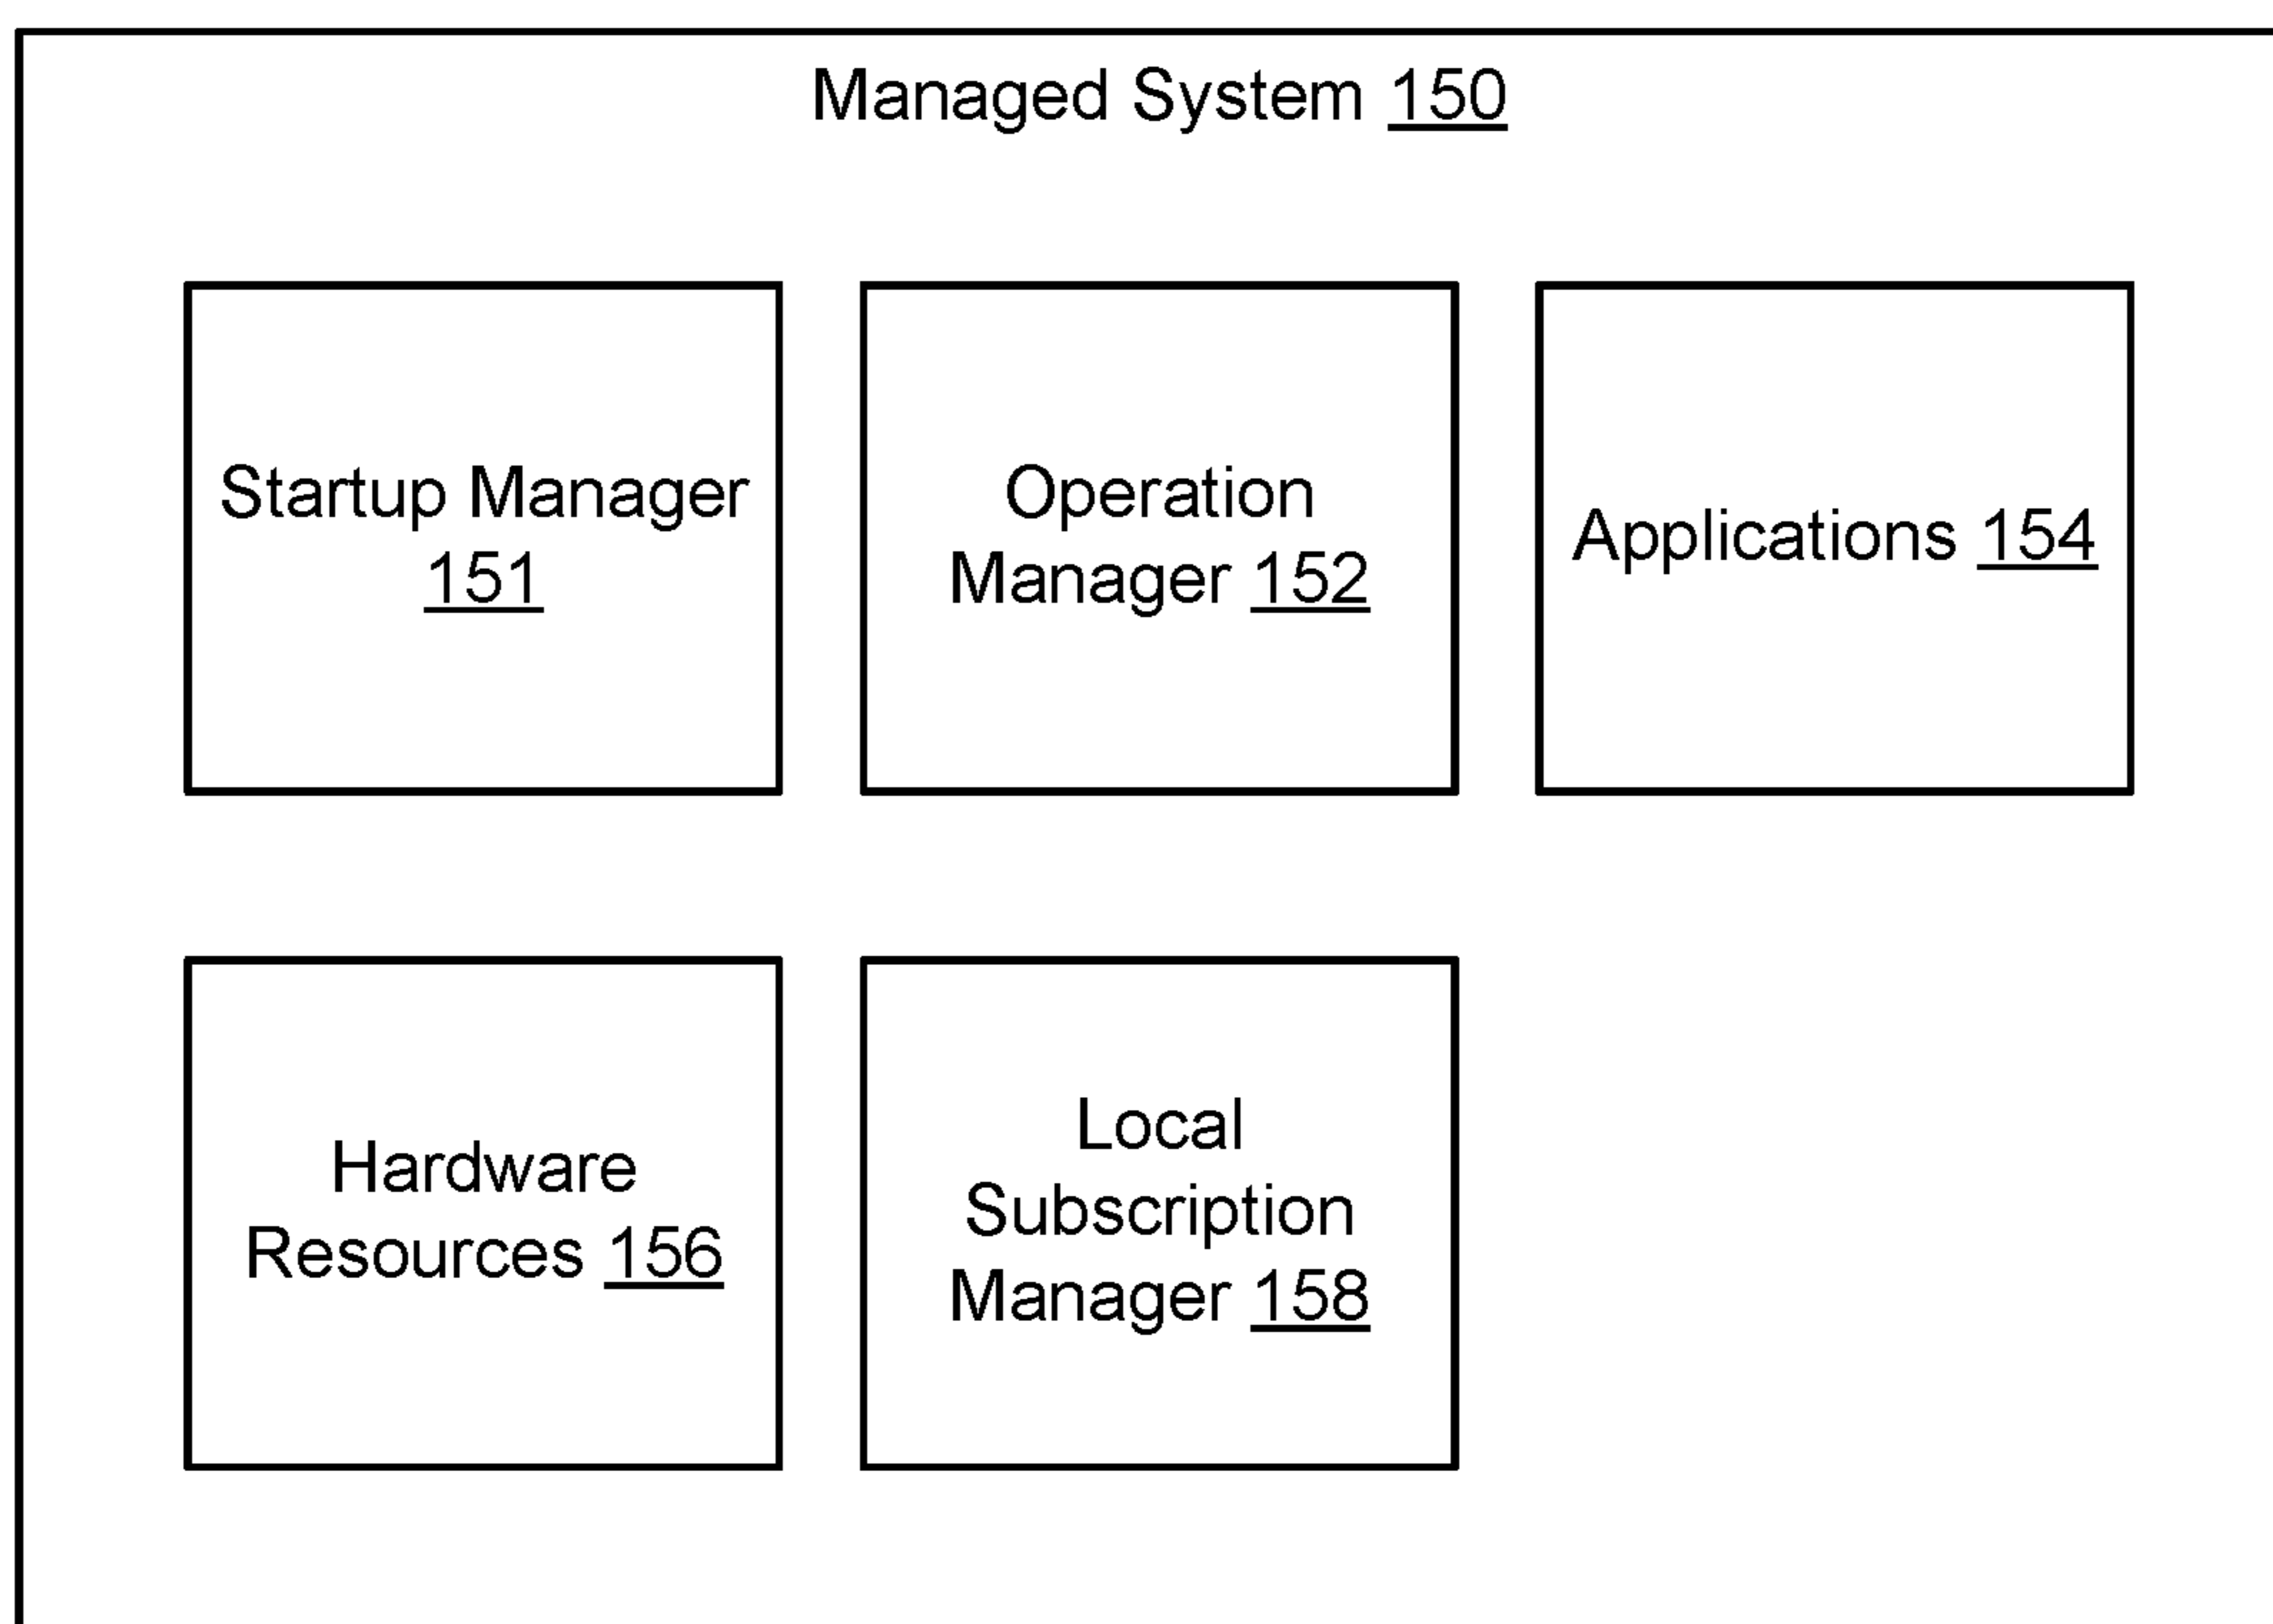 Managed System 150
Startup Manager
151
Operation
Manager 152
Applications 154
Hardware
Resources 156
Local
Subscription
Manager 158